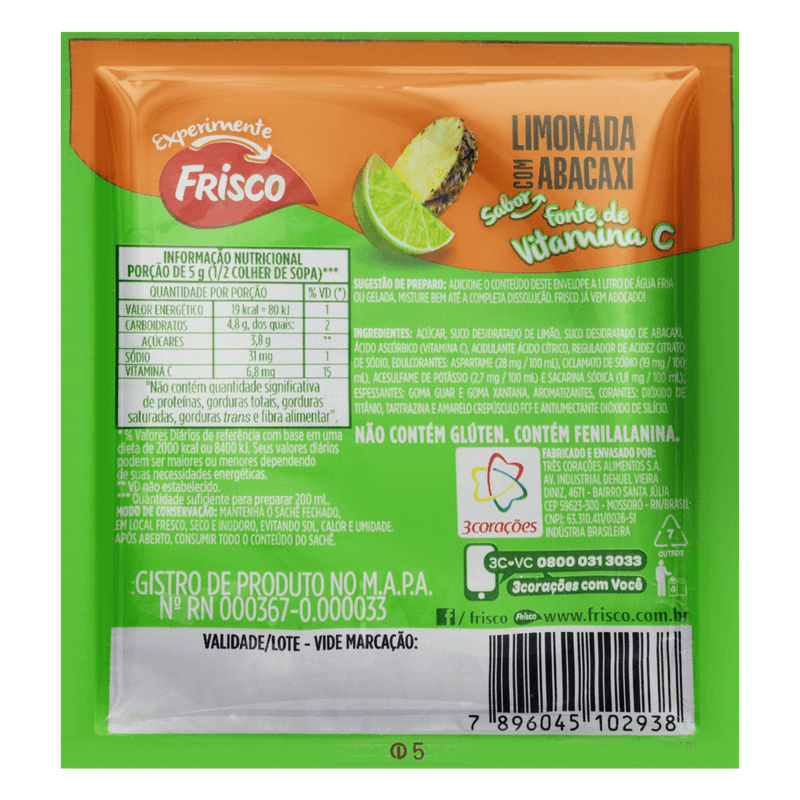 Experimente
FRISCO
LIMONADA
COM ABACAXI
Sabor
fonte de
Vitamina C
INFORMAÇÃO NUTRICIONAL
PORÇÃO DE 5 g (1/2 COLHER DE SOPA)***
QUANTIDADE POR PORÇÃO % VD (*)
VALOR ENERGÉTICO 19 kcal = 80 kJ 1
CARBOIDRATOS 4,8 g, dos quais: 2
AÇÚCARES 3,8 g **
SÓDIO 31 mg 1
VITAMINA C 6,8 mg 15
"Não contém quantidade significativa
de proteínas, gorduras totais, gorduras
saturadas, gorduras trans e fibra alimentar".
* % Valores Diários de referência com base em uma
dieta de 2000 kcal ou 8400 kJ. Seus valores diários
podem ser maiores ou menores dependendo
de suas necessidades energéticas.
** VD não estabelecido.
*** Quantidade suficiente para preparar 200 mL.
MODO DE CONSERVAÇÃO: MANTENHA O SACHÊ FECHADO,
EM LOCAL FRESCO, SECO E INODORO, EVITANDO SOL, CALOR E UMIDADE.
APÓS ABERTO, CONSUMIR TODO O CONTEÚDO DO SACHÊ.
SUGESTÃO DE PREPARO: ADICIONE O CONTEÚDO DESTE ENVELOPE A 1 LITRO DE ÁGUA FRIA
OU GELADA. MISTURE BEM ATÉ A COMPLETA DISSOLUÇÃO. FRISCO JÁ VEM ADOÇADO!
INGREDIENTES: AÇÚCAR, SUCO DESIDRATADO DE LIMÃO, SUCO DESIDRATADO DE ABACAXI,
ÁCIDO ASCÓRBICO (VITAMINA C), ACIDULANTE ÁCIDO CÍTRICO, REGULADOR DE ACIDEZ CITRATO
DE SÓDIO, EDULCORANTES: ASPARTAME (28 mg / 100 mL), CICLAMATO DE SÓDIO (19 mg / 100
mL), ACESULFAME DE POTÁSSIO (2,7 mg / 100 mL) E SACARINA SÓDICA (1,8 mg / 100 mL),
ESPESSANTES: GOMA GUAR E GOMA XANTANA, AROMATIZANTES, CORANTES: DIÓXIDO DE
TITÂNIO, TARTRAZINA E AMARELO CREPÚSCULO FCF E ANTIUMECTANTE DIÓXIDO DE SILÍCIO.
NÃO CONTÉM GLÚTEN. CONTÉM FENILALANINA.
3corações
FABRICADO E ENVASADO POR:
TRÊS CORAÇÕES ALIMENTOS S.A.
AV. INDUSTRIAL DEHUEL VIEIRA
DINIZ, 4671 - BAIRRO SANTA JÚLIA
CEP 59623-300 - MOSSORÓ - RN/BRASIL
CNPJ: 63.310.411/0026-51
INDÚSTRIA BRASILEIRA
7
OUTROS
3C♥VC 0800 031 3033
3corações com Você
GISTRO DE PRODUTO NO M.A.P.A.
Nº RN 000367-0.000033
f /frisco Frisco www.frisco.com.br
VALIDADE/LOTE - VIDE MARCAÇÃO:
7 896045 102938
5